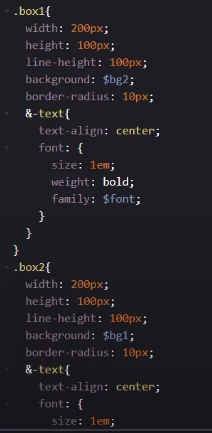 .box1{
width: 200px;
height: 100px;
line-height: 100px;
background: $bg2;
border-radius: 10px;
&-text{
text-align: center;
font: {
size: 1em;
weight: bold;
family: $font;
}
}
}
.box2{
width: 200px;
height: 100px;
line-height: 100px;
background: $bg1;
border-radius: 10px;
&-text{
text-align: center;
font: {
size: 1em;